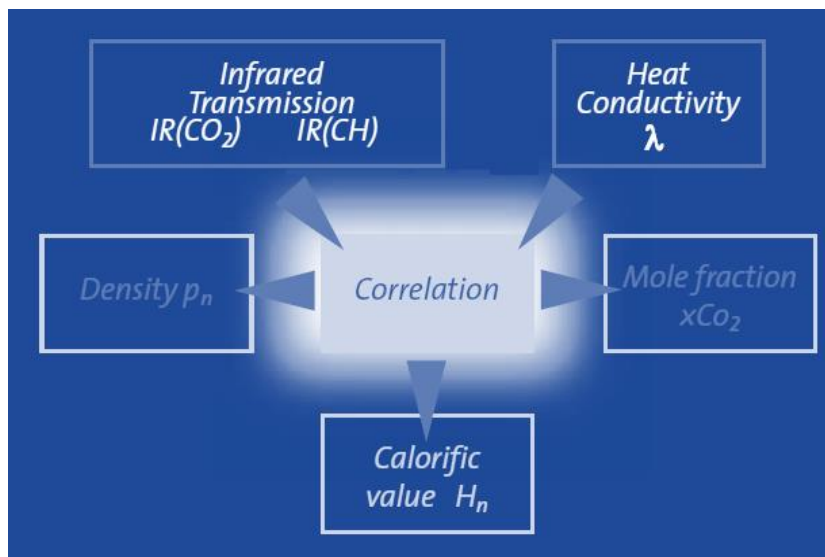 Infrared
Transmission
IR(CO₂) IR(CH)
Heat
Conductivity
λ
Density pₙ
Correlation
Mole fraction
xCo₂
Calorific
value Hₙ